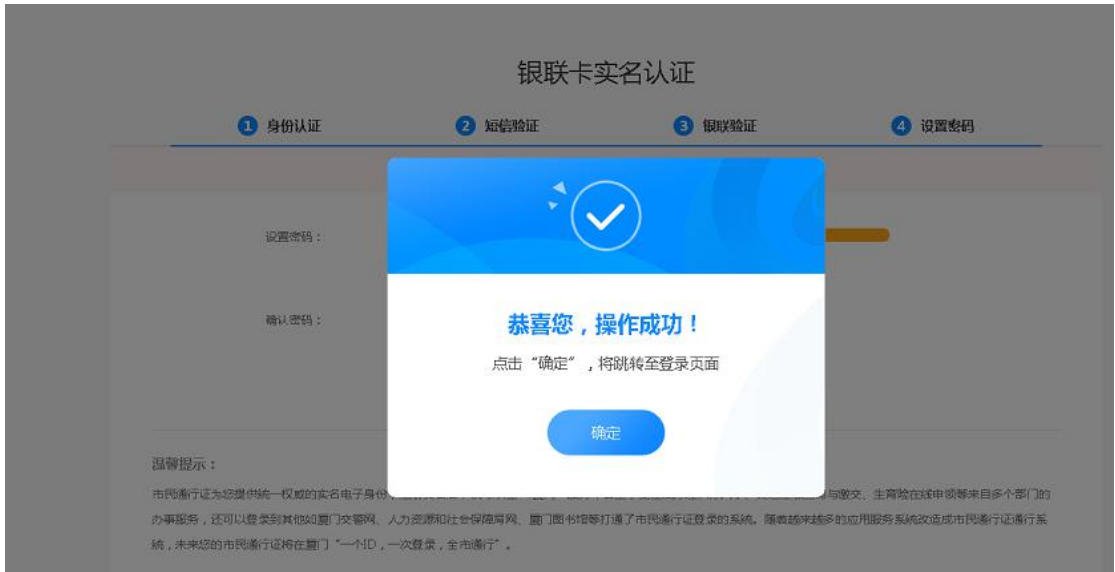 银联卡实名认证
1 身份认证
2 短信验证
3 银联验证
4 设置密码
设置密码：
确认密码：
恭喜您，操作成功！
点击“确定”，将跳转至登录页面
确定
温馨提示：
市民通行证为您提供统一权威的实名电子身份
与缴交、生育险在线申领等来自多个部门的
办事服务，还可以登录到其他如厦门交管网、人力资源和社会保障局网、厦门图书馆等打通了市民通行证登录的系统。随着越来越多的应用服务系统改造成市民通行证通行系
统，未来您的市民通行证将在厦门“一个ID，一次登录，全市通行”。